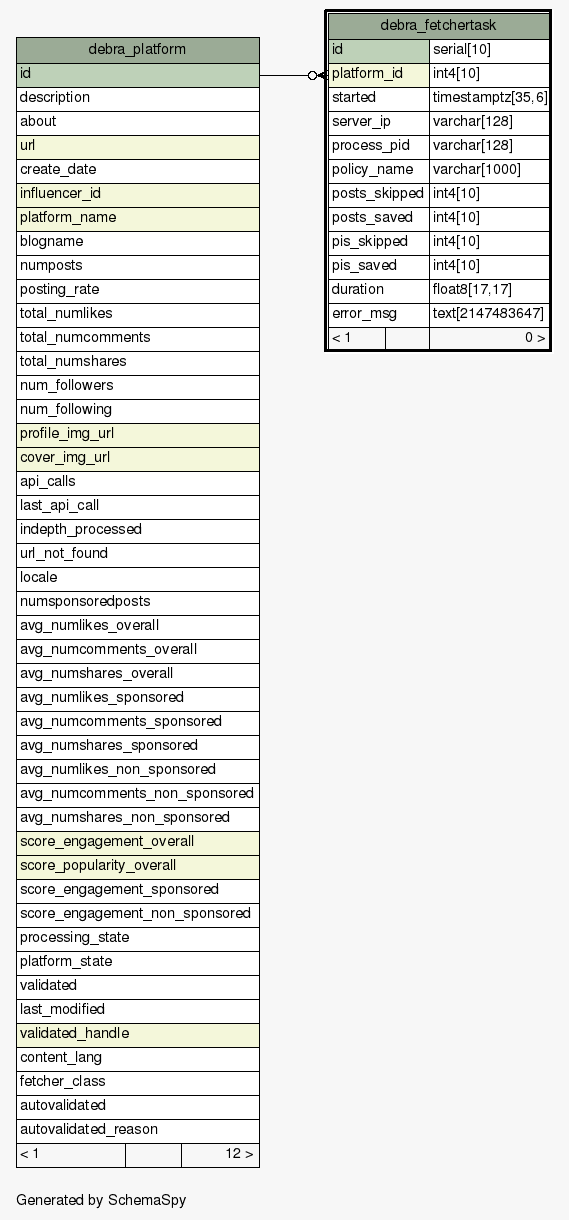 debra_platform
id
description
about
url
create_date
influencer_id
platform_name
blogname
numposts
posting_rate
total_numlikes
total_numcomments
total_numshares
num_followers
num_following
profile_img_url
cover_img_url
api_calls
last_api_call
indepth_processed
url_not_found
locale
numsponsoredposts
avg_numlikes_overall
avg_numcomments_overall
avg_numshares_overall
avg_numlikes_sponsored
avg_numcomments_sponsored
avg_numshares_sponsored
avg_numlikes_non_sponsored
avg_numcomments_non_sponsored
avg_numshares_non_sponsored
score_engagement_overall
score_popularity_overall
score_engagement_sponsored
score_engagement_non_sponsored
processing_state
platform_state
validated
last_modified
validated_handle
content_lang
fetcher_class
autovalidated
autovalidated_reason
< 1 12 >
debra_fetchertask
id serial[10]
platform_id int4[10]
started timestamptz[35,6]
server_ip varchar[128]
process_pid varchar[128]
policy_name varchar[1000]
posts_skipped int4[10]
posts_saved int4[10]
pis_skipped int4[10]
pis_saved int4[10]
duration float8[17,17]
error_msg text[2147483647]
< 1 0 >
Generated by SchemaSpy